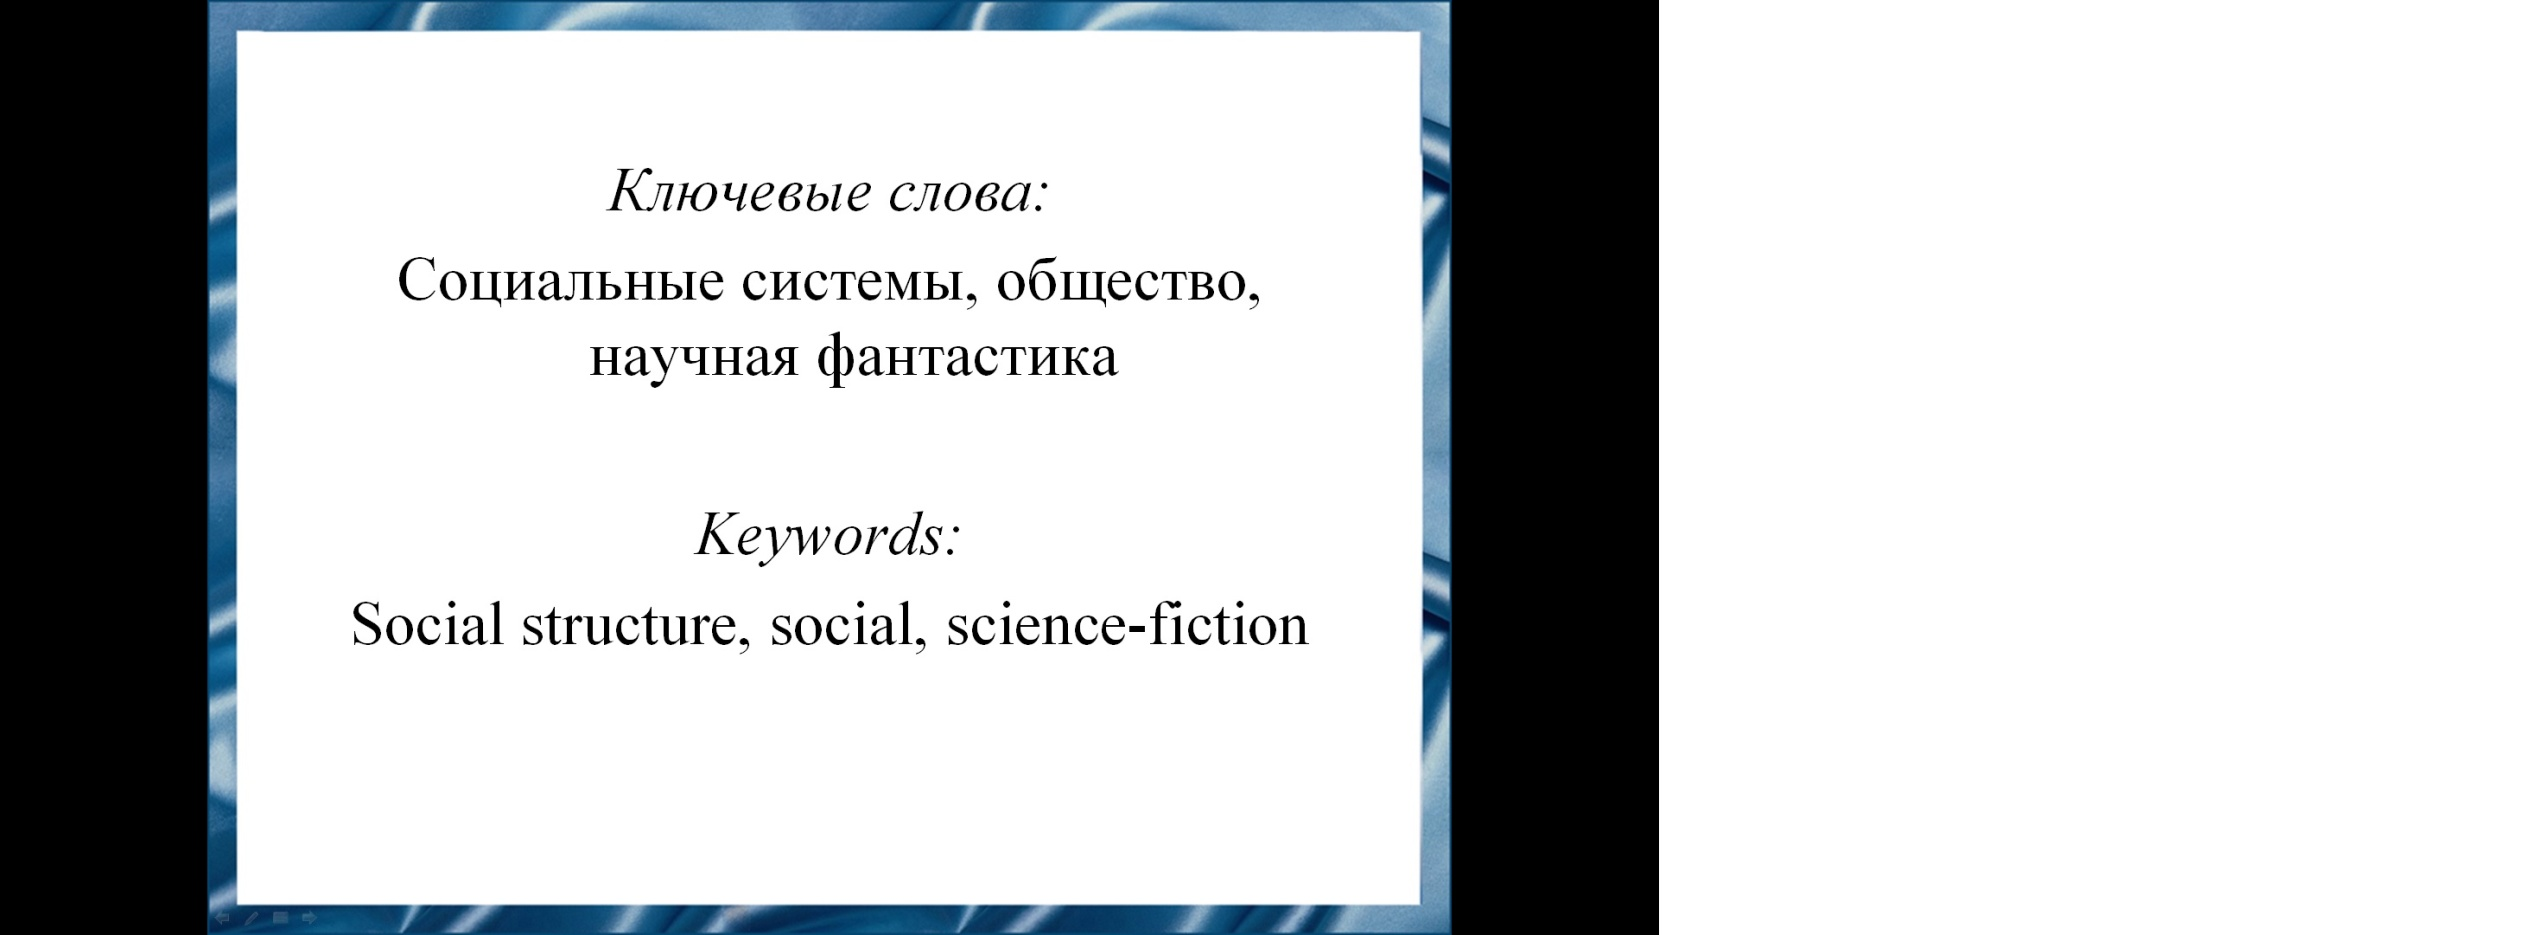 Ключевые слова:
Социальные системы, общество,
научная фантастика
Keywords:
Social structure, social, science-fiction